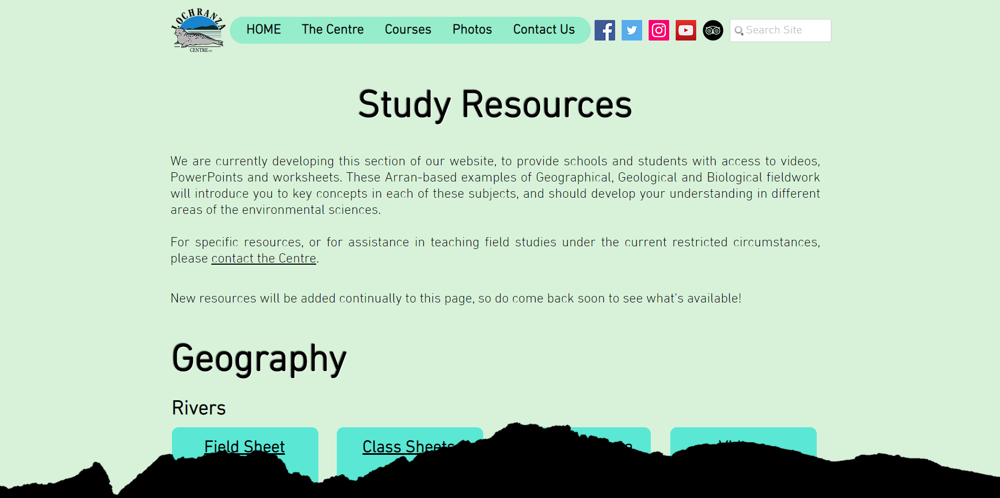 LOCHRANZA
CENTRE
HOME The Centre Courses Photos Contact Us
Search Site
Study Resources
We are currently developing this section of our website, to provide schools and students with access to videos,
PowerPoints and worksheets. These Arran-based examples of Geographical, Geological and Biological fieldwork
will introduce you to key concepts in each of these subjects, and should develop your understanding in different
areas of the environmental sciences.
For specific resources, or for assistance in teaching field studies under the current restricted circumstances,
please contact the Centre.
New resources will be added continually to this page, so do come back soon to see what's available!
Geography
Rivers
Field Sheet Class Sheets